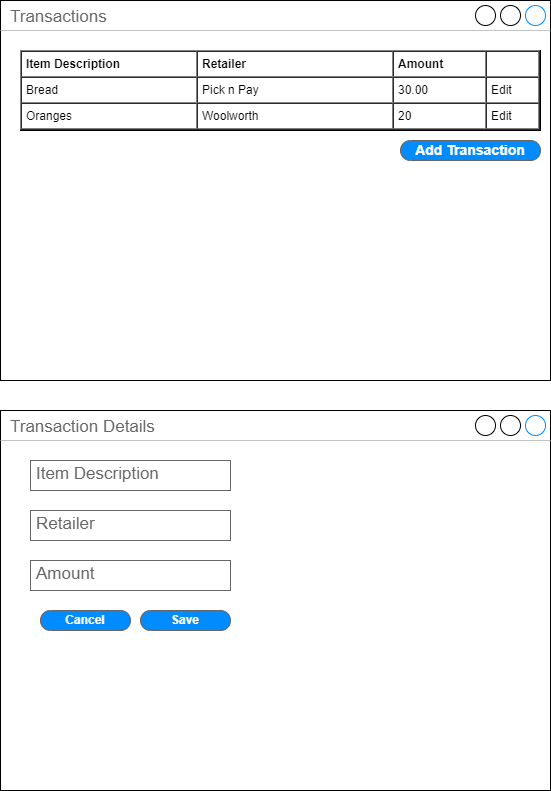 Transactions
Item Description Retailer Amount
Bread Pick n Pay 30.00 Edit
Oranges Woolworth 20 Edit
Add Transaction
Transaction Details
Item Description
Retailer
Amount
Cancel Save